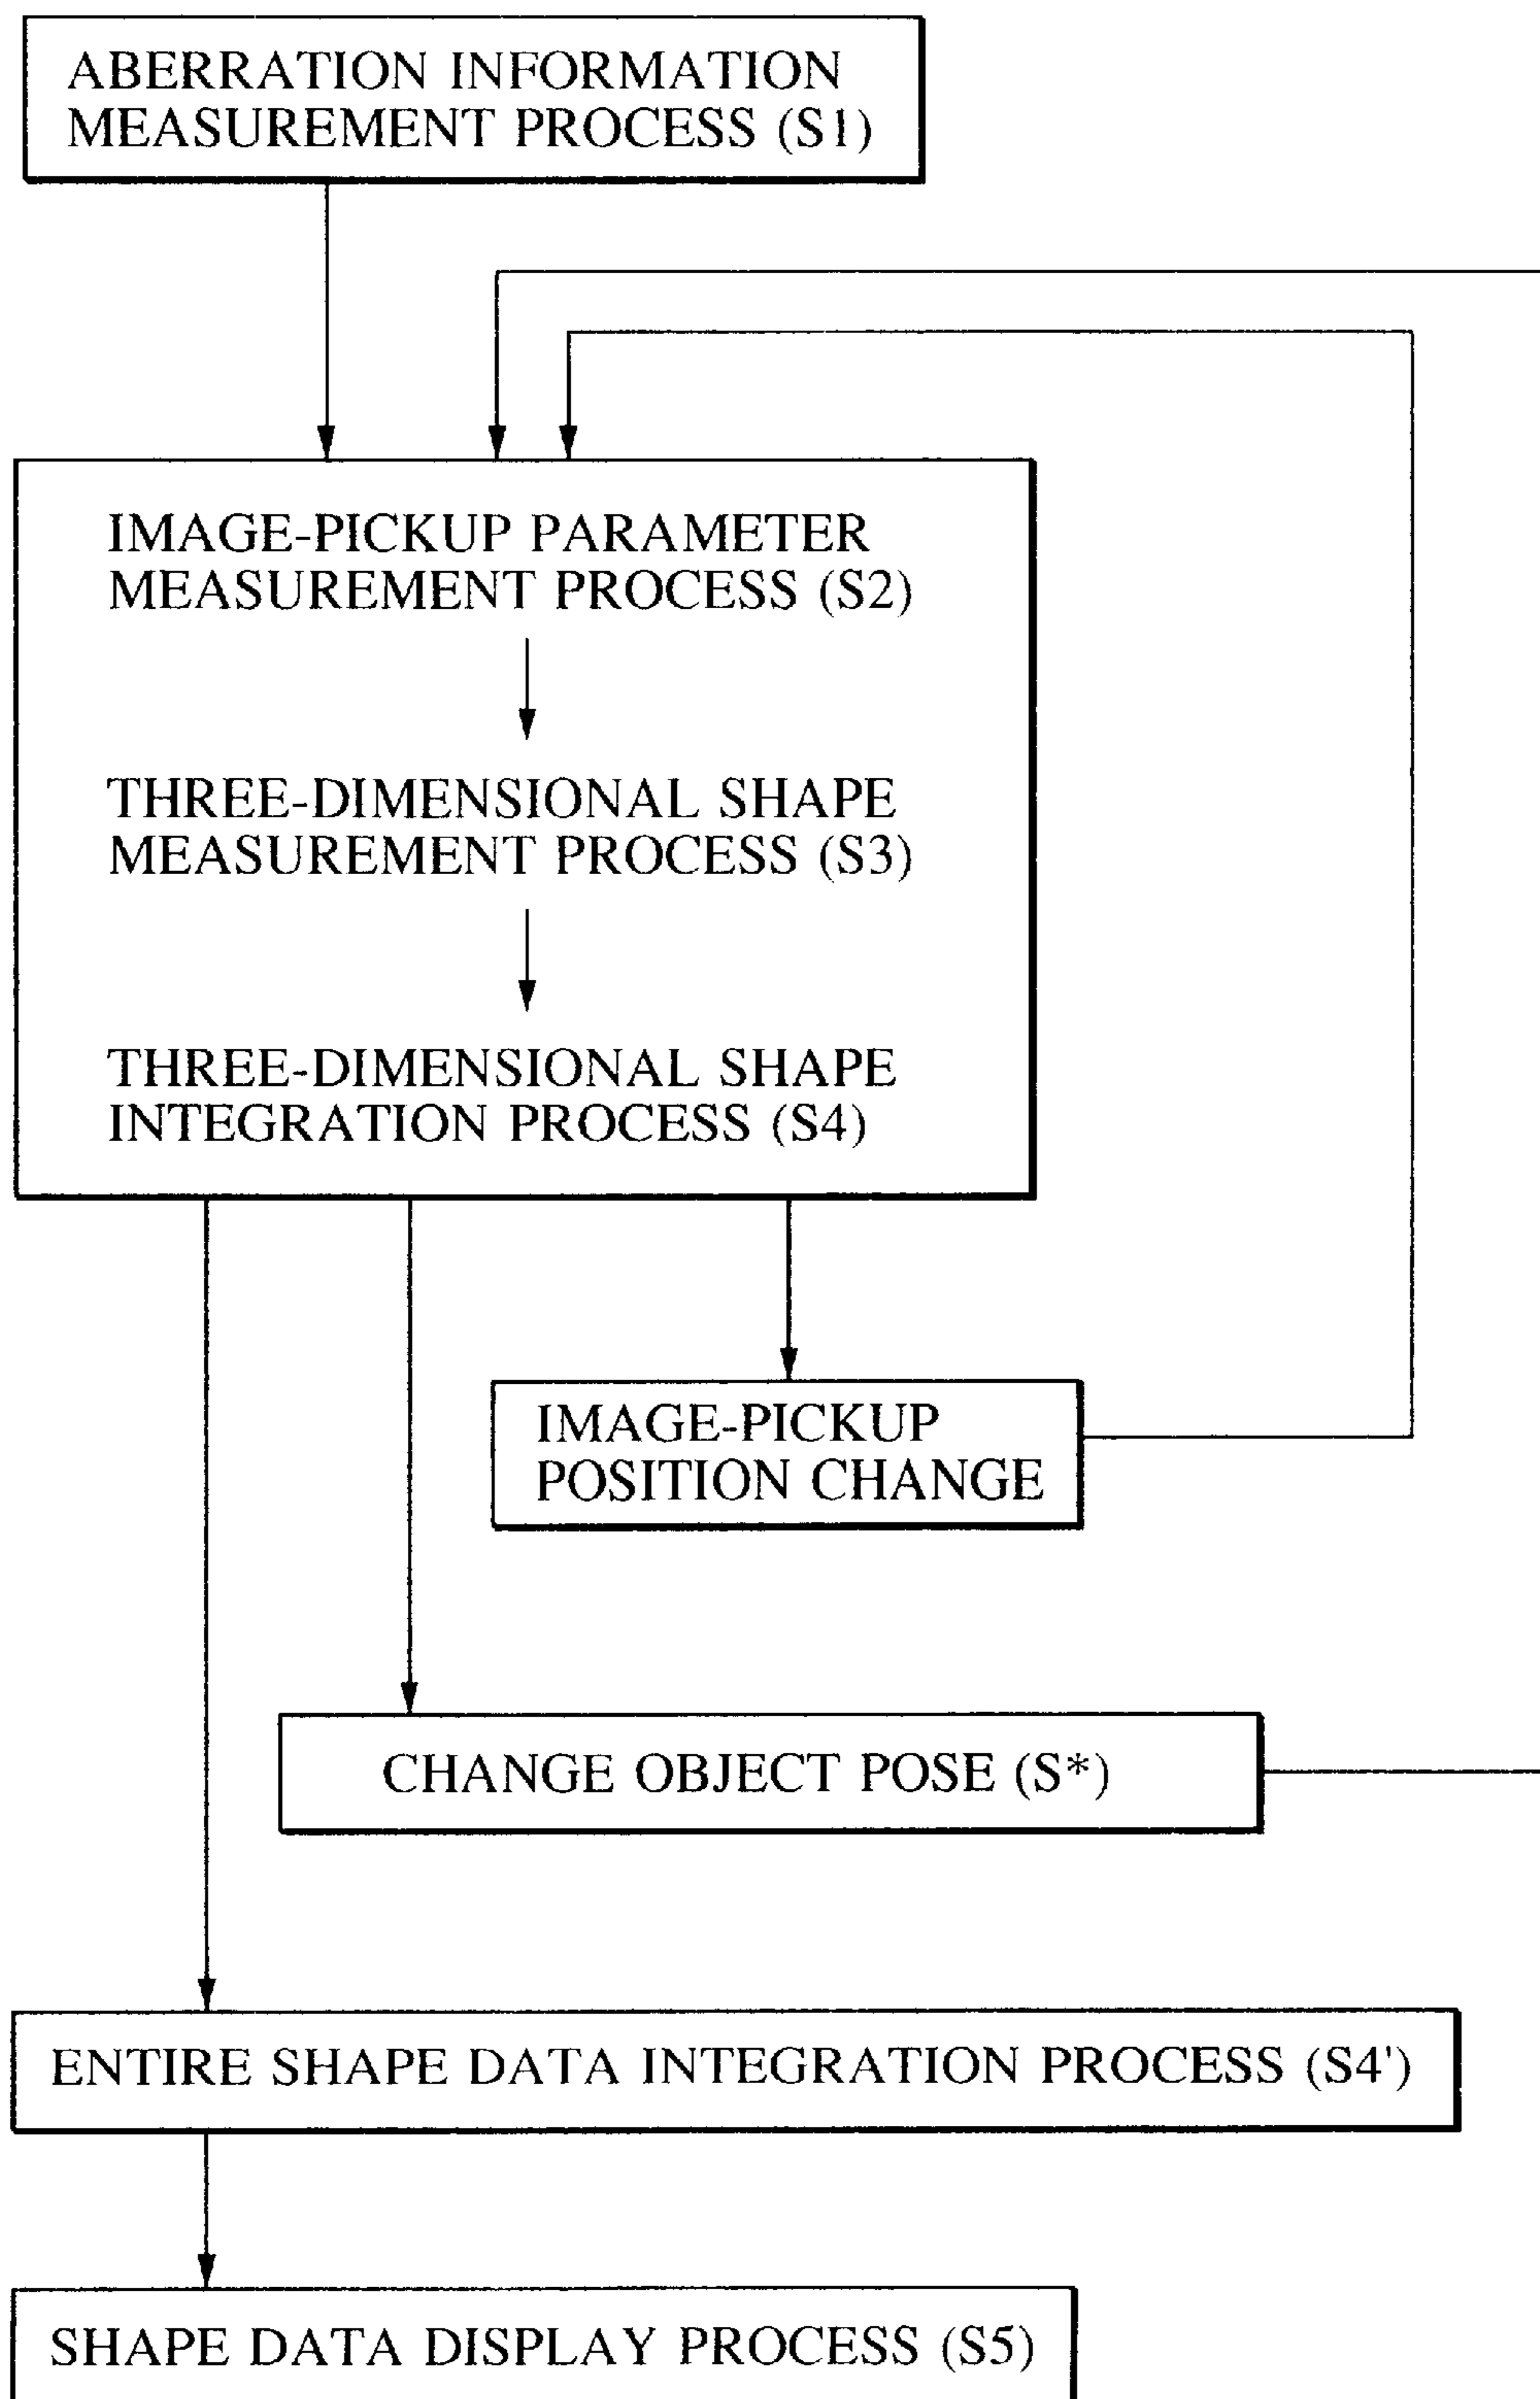 ABERRATION INFORMATION
MEASUREMENT PROCESS (S1)
IMAGE-PICKUP PARAMETER
MEASUREMENT PROCESS (S2)
THREE-DIMENSIONAL SHAPE
MEASUREMENT PROCESS (S3)
THREE-DIMENSIONAL SHAPE
INTEGRATION PROCESS (S4)
IMAGE-PICKUP
POSITION CHANGE
CHANGE OBJECT POSE (S*)
ENTIRE SHAPE DATA INTEGRATION PROCESS (S4')
SHAPE DATA DISPLAY PROCESS (S5)